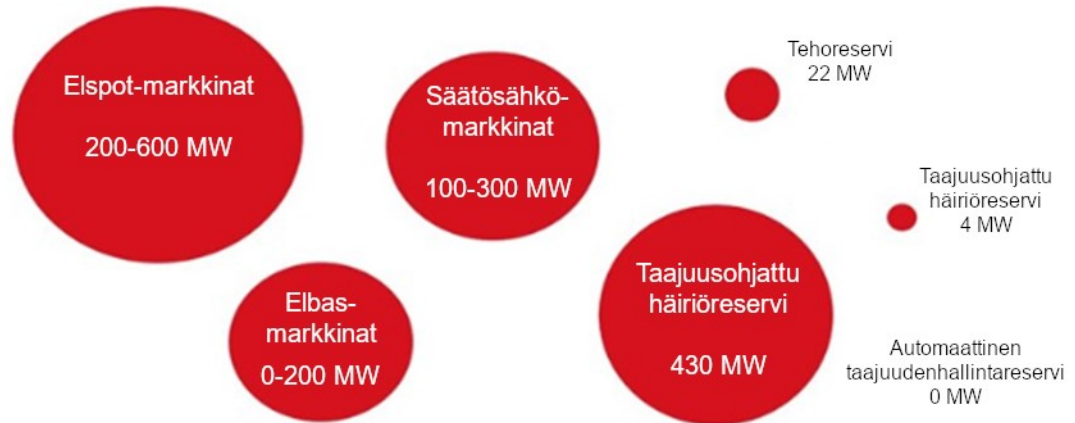 Elspot-markkinat
200-600 MW
Säätösähkö-
markkinat
100-300 MW
Tehoreservi
22 MW
Taajuusohjattu
häiriöreservi
4 MW
Elbas-
markkinat
0-200 MW
Taajuusohjattu
häiriöreservi
430 MW
Automaattinen
taajuudenhallintareservi
0 MW